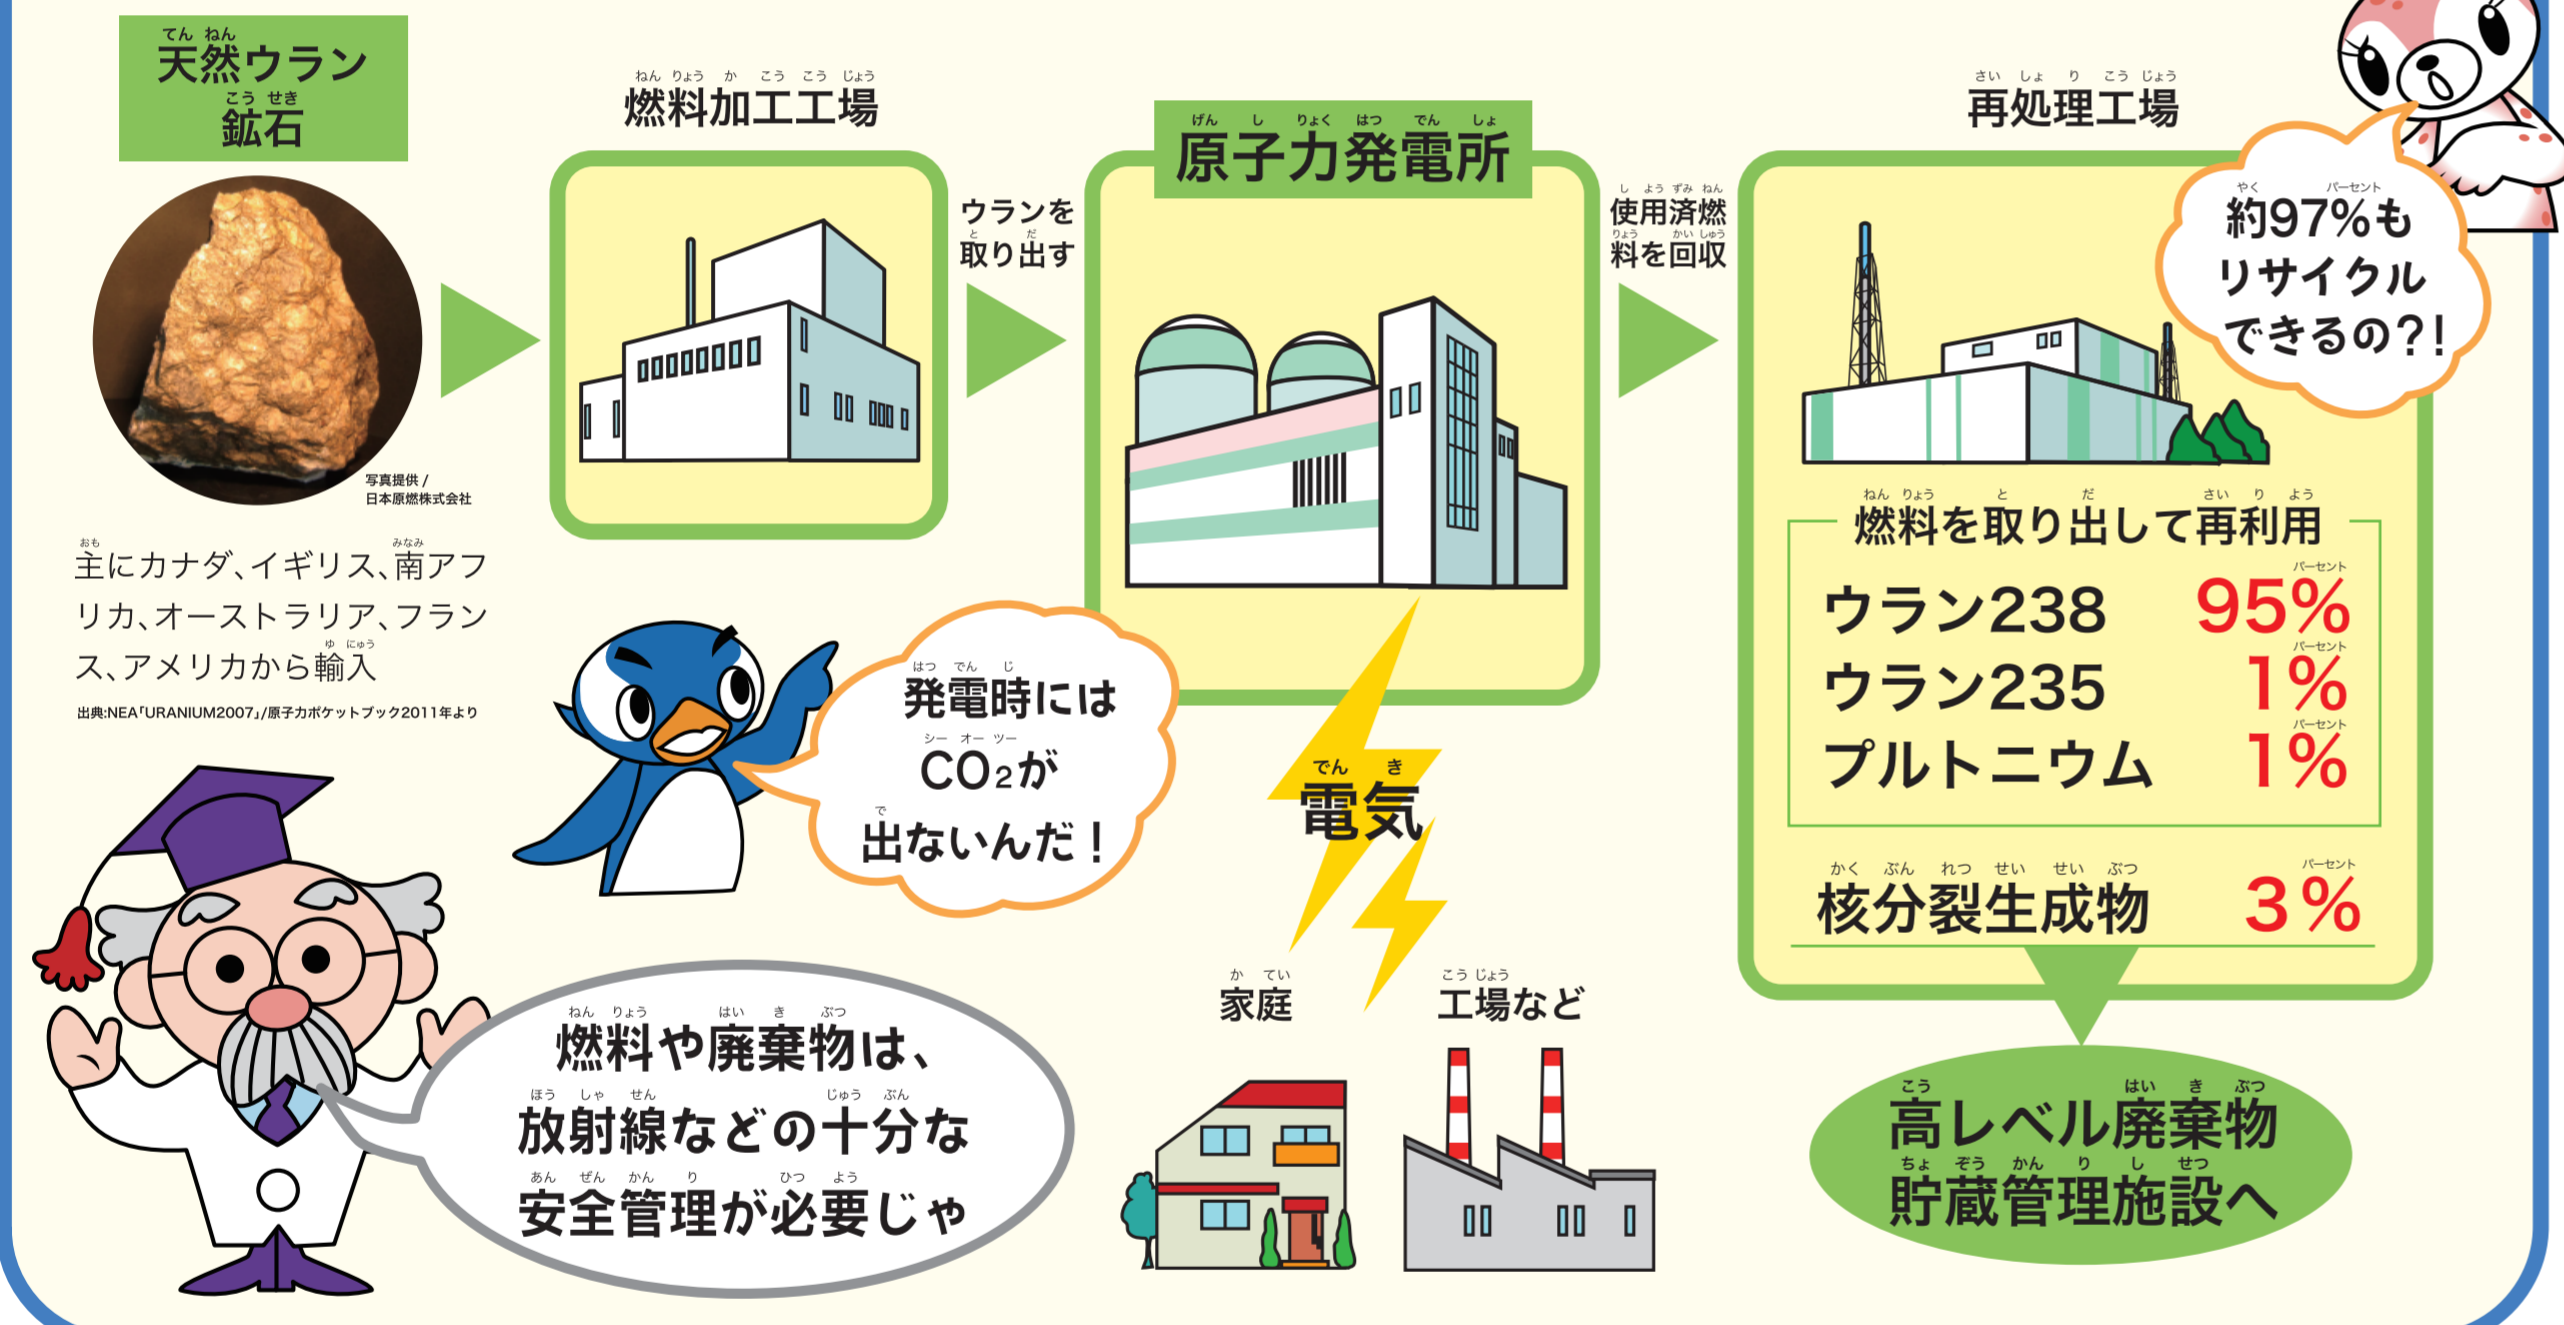 天然ウラン
鉱石
写真提供 /
日本原燃株式会社
主にカナダ、イギリス、南アフ
リカ、オーストラリア、フラン
ス、アメリカから輸入
出典:NEA「URANIUM2007」/原子力ポケットブック2011年より
燃料加工工場
ウランを
取り出す
原子力発電所
使用済燃
料を回収
再処理工場
約97%も
リサイクル
できるの?!
燃料を取り出して再利用
ウラン238 95%
ウラン235 1%
プルトニウム 1%
核分裂生成物 3%
高レベル廃棄物
貯蔵管理施設へ
発電時には
CO₂が
出ないんだ！
電気
家庭
工場など
燃料や廃棄物は、
放射線などの十分な
安全管理が必要じゃ